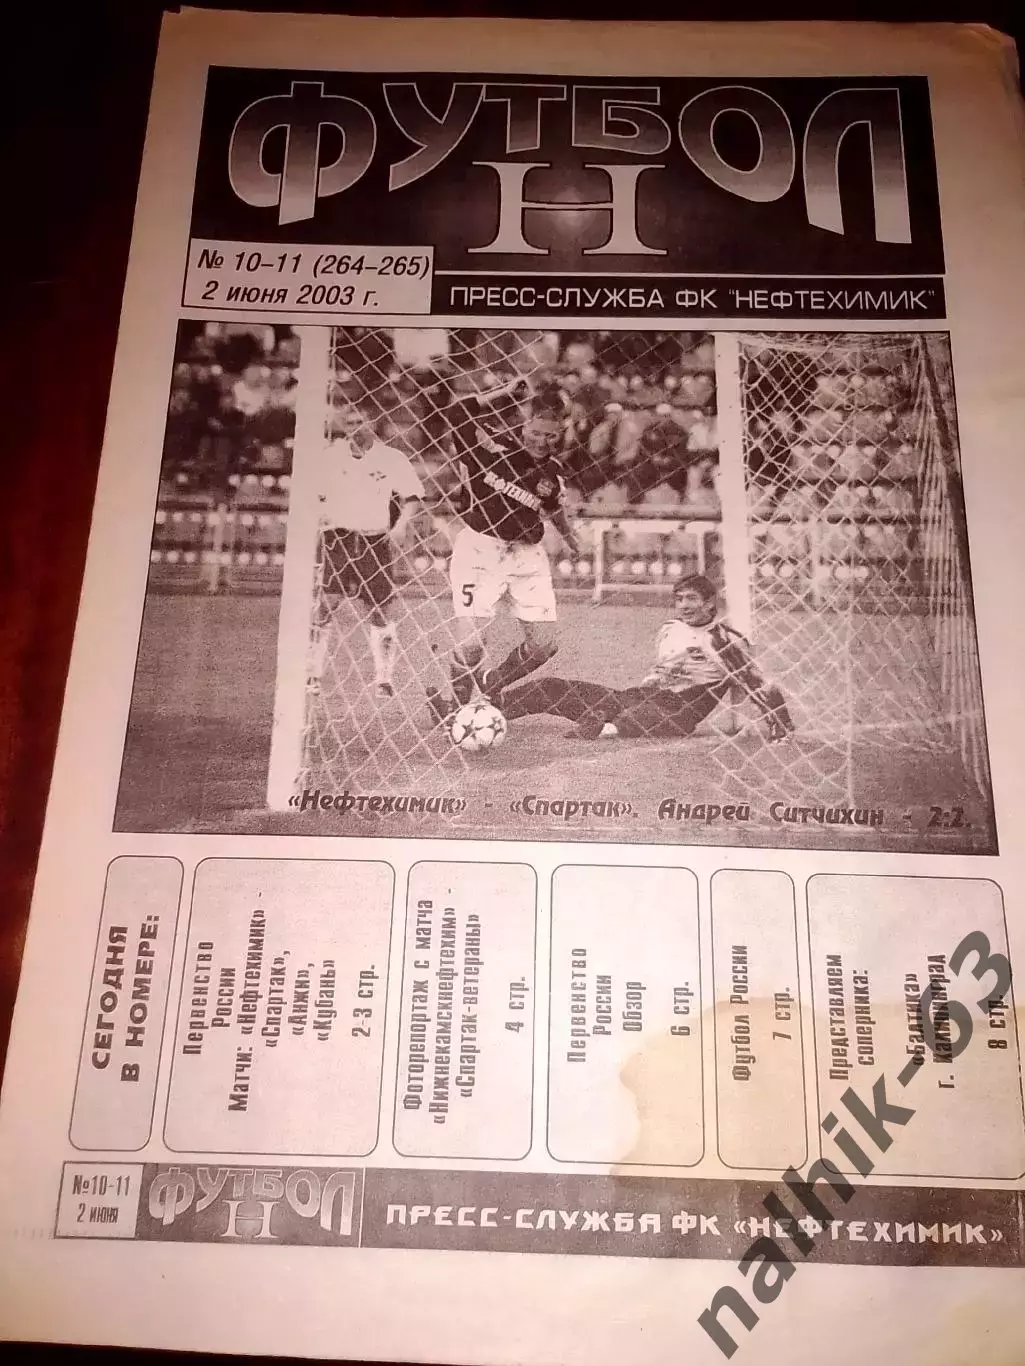 ФУТБОЛ
Н
№ 10-11 (264-265)
2 июня 2003 г.
ПРЕСС-СЛУЖБА ФК "НЕФТЕХИМИК"
НЕФТЕХИМИК
5
«Нефтехимик» - «Спартак». Андрей Ситчихин - 2:2.
СЕГОДНЯ
В НОМЕРЕ:
Первенство
России
Матчи: «Нефтехимик» -
«Спартак»,
«Анжи»,
«Кубань»
2-3 стр.
Фоторепортаж с матча
«Нижнекамскнефтехим» -
«Спартак-ветераны»
4 стр.
Первенство
России
Обзор
6 стр.
Футбол России
7 стр.
Представляем
соперника:
«Балтика»
г. Калининград
8 стр.
№10-11
2 июня
ФУТБОЛ
Н
ПРЕСС-СЛУЖБА ФК «НЕФТЕХИМИК»
nalhik-63